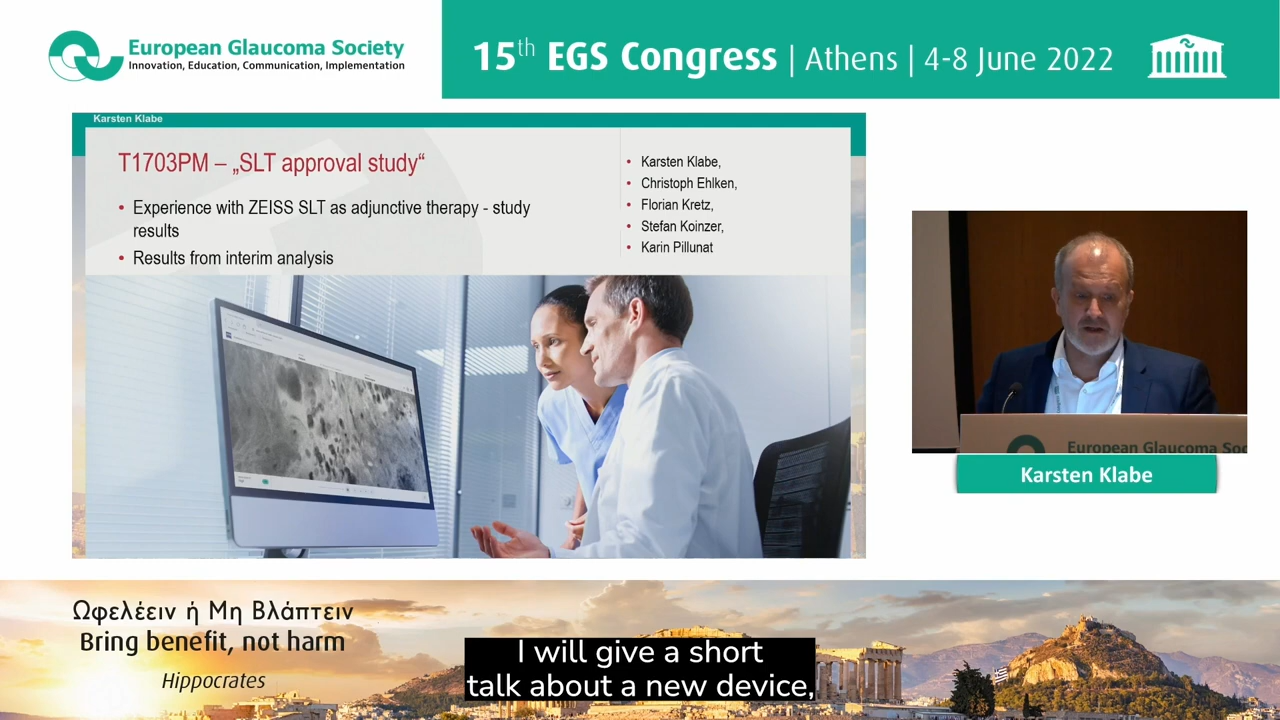 European Glaucoma Society
Innovation, Education, Communication, Implementation
15th EGS Congress | Athens | 4-8 June 2022
Karsten Klabe
T1703PM – „SLT approval study“
• Experience with ZEISS SLT as adjunctive therapy - study
results
• Results from interim analysis
• Karsten Klabe,
• Christoph Ehlken,
• Florian Kretz,
• Stefan Koinzer,
• Karin Pillunat
European Glaucoma Soc
Karsten Klabe
Ωφελέειν ή Μη Βλάπτειν
Bring benefit, not harm
Hippocrates
I will give a short
talk about a new device,